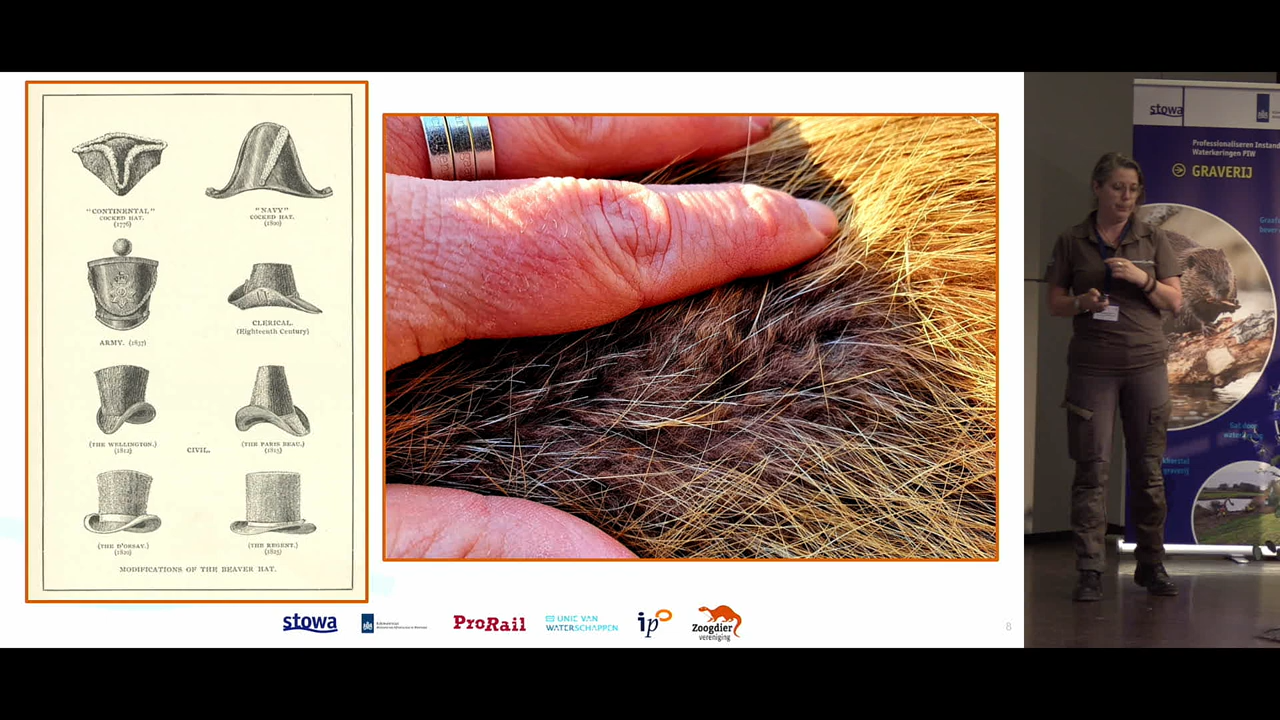 "CONTINENTAL"
COCKED HAT.
(1776)
"NAVY"
COCKED HAT.
(1800)
ARMY. (1837)
CLERICAL.
(Eighteenth Century)
(THE WELLINGTON.)
(1812)
CIVIL.
(THE PARIS BEAU.)
(1815)
(THE D'ORSAY.)
(1820)
(THE REGENT.)
(1825)
MODIFICATIONS OF THE BEAVER HAT.
stowa
ProRail
UNIE VAN
WATERSCHAPPEN
ip
Zoogdier
vereniging
8
stowa
Professionaliseren Instand
Waterkeringen PIW
GRAVERIJ